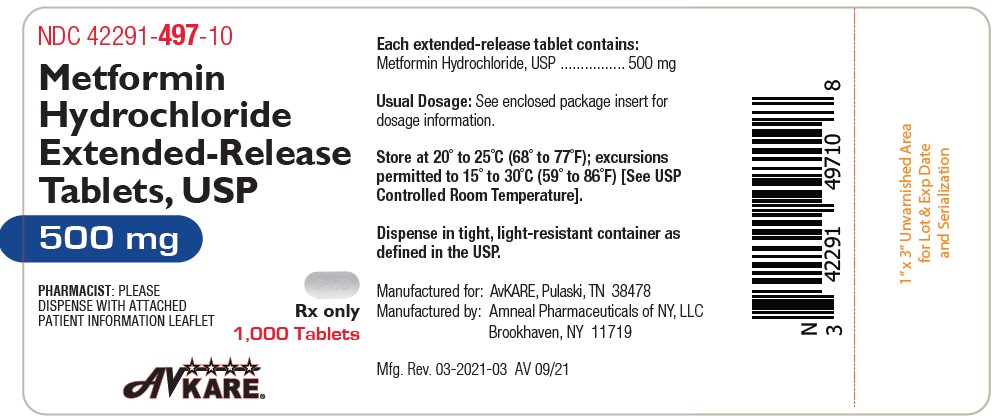 NDC 42291-497-10
Metformin
Hydrochloride
Extended-Release
Tablets, USP
500 mg
PHARMACIST: PLEASE
DISPENSE WITH ATTACHED
PATIENT INFORMATION LEAFLET
Rx only
1,000 Tablets
AVKARE®
Each extended-release tablet contains:
Metformin Hydrochloride, USP ................ 500 mg
Usual Dosage: See enclosed package insert for
dosage information.
Store at 20° to 25°C (68° to 77°F); excursions
permitted to 15° to 30°C (59° to 86°F) [See USP
Controlled Room Temperature].
Dispense in tight, light-resistant container as
defined in the USP.
Manufactured for: AvKARE, Pulaski, TN 38478
Manufactured by: Amneal Pharmaceuticals of NY, LLC
Brookhaven, NY 11719
Mfg. Rev. 03-2021-03 AV 09/21
N
3 42291 49710 8
1" x 3" Unvarnished Area
for Lot & Exp Date
and Serialization